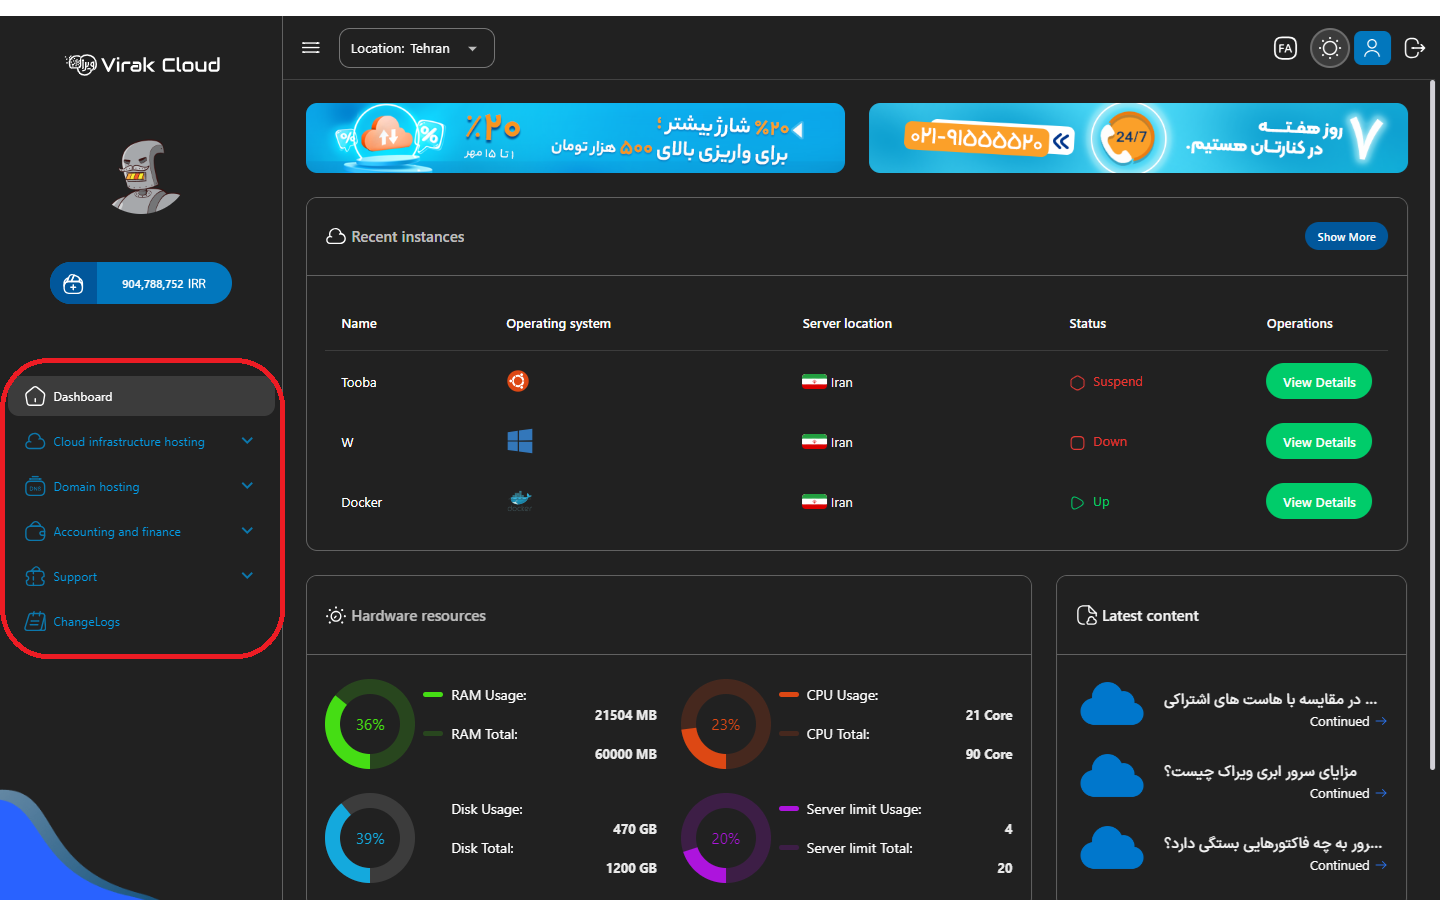 Virak Cloud
904,788,752 IRR
Dashboard
Cloud infrastructure hosting
DNS
Domain hosting
Accounting and finance
Support
ChangeLogs
Location: Tehran
FA
۲۰% شارژ بیشتر؛
برای واریزی بالای ۵۰۰ هزار تومان
٪۲۰
۱ تا ۱۵ مهر
% %
۷ روز هفتـــه
در کنارتــان هستیم.
24/7
۰۲۱-۹۱۵۵۵۵۲۰
Recent instances
Show More
Name Operating system Server location Status Operations
Tooba Iran Suspend View Details
W Iran Down View Details
Docker docker Iran Up View Details
Hardware resources
36%
RAM Usage:
21504 MB
RAM Total:
60000 MB
23%
CPU Usage:
21 Core
CPU Total:
90 Core
39%
Disk Usage:
470 GB
Disk Total:
1200 GB
20%
Server limit Usage:
4
Server limit Total:
20
Latest content
در مقایسه با هاست های اشتراکی ...
Continued
مزایای سرور ابری ویراک چیست؟
Continued
...رور به چه فاکتورهایی بستگی دارد؟
Continued